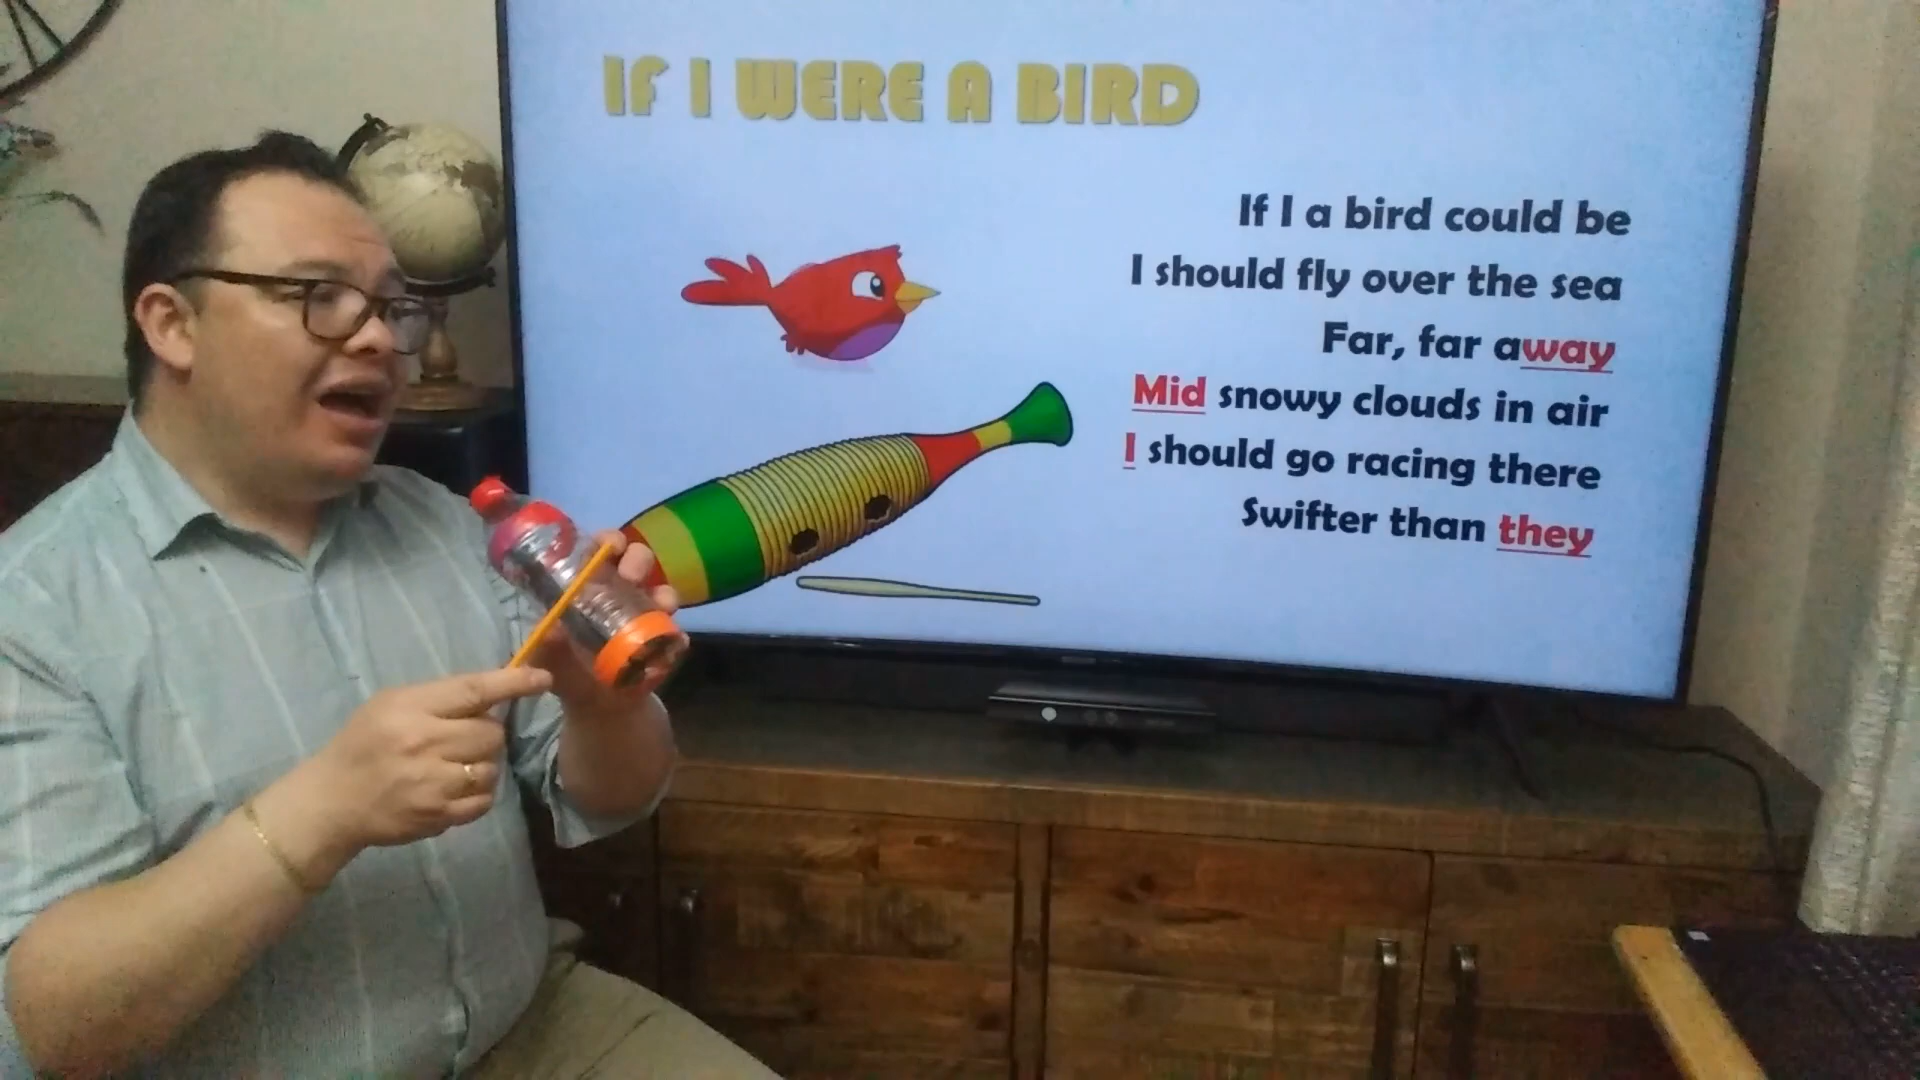 IF I WERE A BIRD
If I a bird could be
I should fly over the sea
Far, far away
Mid snowy clouds in air
I should go racing there
Swifter than they